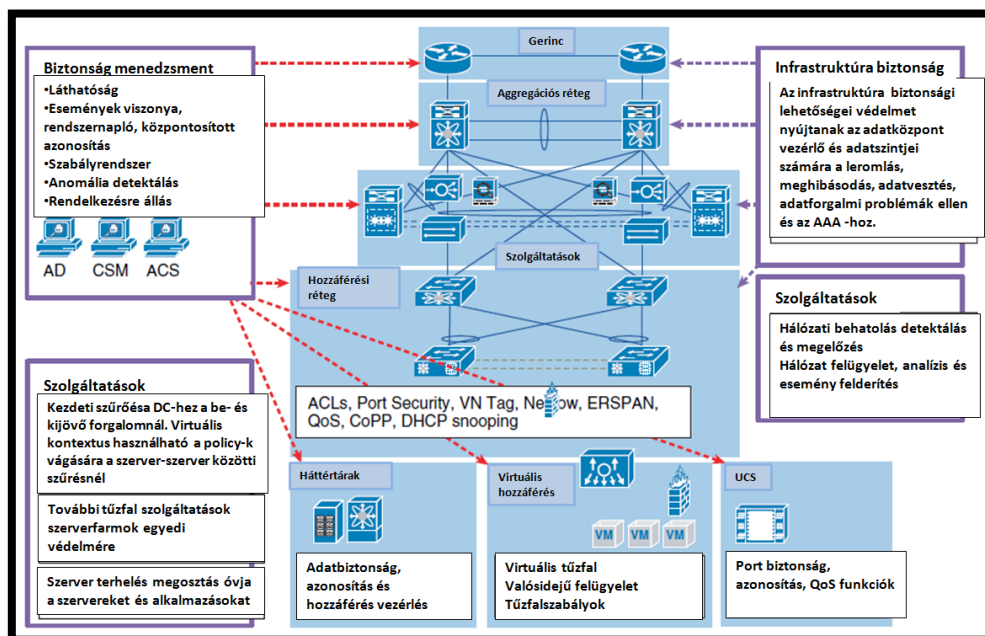 Gerinc
Biztonság menedzsment
•Láthatóság
•Események viszonya,
rendszernapló, központosított
azonosítás
•Szabályrendszer
•Anomália detektálás
•Rendelkezésre állás
AD
CSM
ACS
Aggregációs réteg
Szolgáltatások
Infrastruktúra biztonság
Az infrastruktúra biztonsági
lehetőségei védelmet
nyújtanak az adatközpont
vezérlő és adatszintjei
számára a leromlás,
meghibásodás, adatvesztés,
adatforgalmi problémák ellen
és az AAA -hoz.
Hozzáférési
réteg
Szolgáltatások
Hálózati behatolás detektálás
és megelőzés
Hálózat felügyelet, analízis és
esemény felderítés
ACLs, Port Security, VN Tag, ERSPAN,
QoS, CoPP, DHCP snooping
Szolgáltatások
Kezdeti szűrőésa DC-hez a be- és
kijövő forgalomnál. Virtuális
kontextus használható a policy-k
vágására a szerver-szerver közötti
szűrésnél
További tűzfal szolgáltatások
szerverfarmok egyedi
védelmére
Szerver terhelés megosztás óvja
a szervereket és alkalmazásokat
Háttértárak
Adatbiztonság,
azonosítás és
hozzáférés vezérlés
Virtuális
hozzáférés
VM
VM
VM
Virtuális tűzfal
Valósidejű felügyelet
Tűzfalszabályok
UCS
Port biztonság,
azonosítás, QoS funkciók